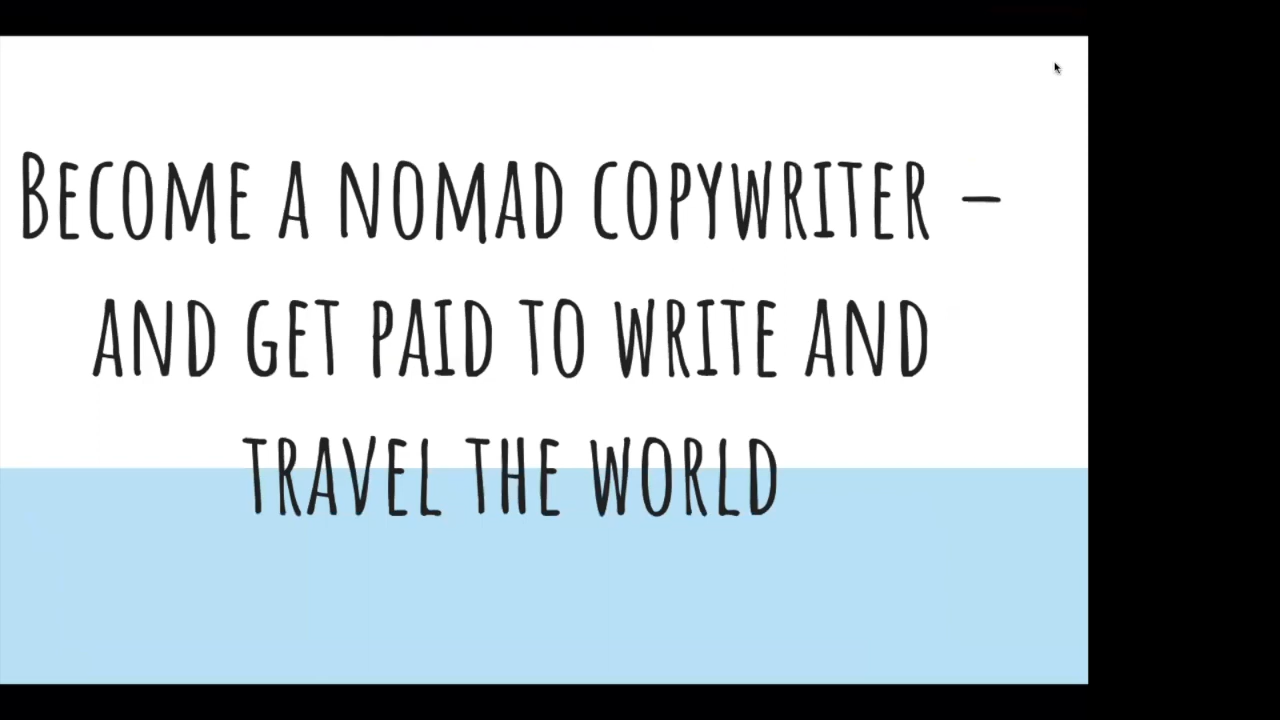 Become a nomad copywriter –
and get paid to write and
travel the world